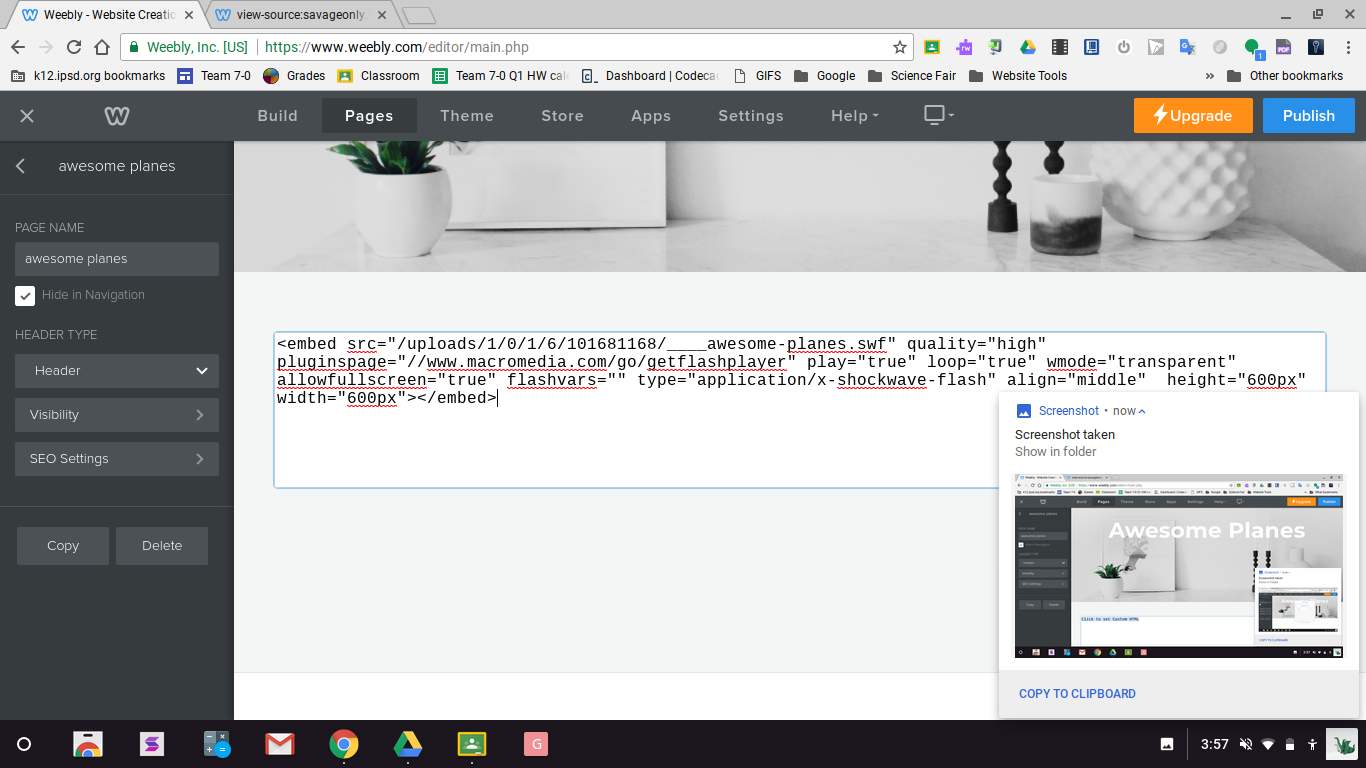 Weebly - Website Creatio
view-source:savageonly
Weebly, Inc. [US]
https://www.weebly.com/editor/main.php
k12.ipsd.org bookmarks
Team 7-0
Grades
Classroom
Team 7-0 Q1 HW cale
Dashboard | Codeca
GIFS
Google
Science Fair
Website Tools
»
Other bookmarks
Build
Pages
Theme
Store
Apps
Settings
Help
Upgrade
Publish
awesome planes
PAGE NAME
awesome planes
Hide in Navigation
HEADER TYPE
Header
Visibility
SEO Settings
Copy
Delete
<embed src="/uploads/1/0/1/6/101681168/____awesome-planes.swf" quality="high"
pluginspage="//www.macromedia.com/go/getflashplayer" play="true" loop="true" wmode="transparent"
allowfullscreen="true" flashvars="" type="application/x-shockwave-flash" align="middle"  height="600px"
width="600px"></embed>
Screenshot • now
Screenshot taken
Show in folder
Awesome Planes
Click to set Custom HTML
COPY TO CLIPBOARD
G
3:57